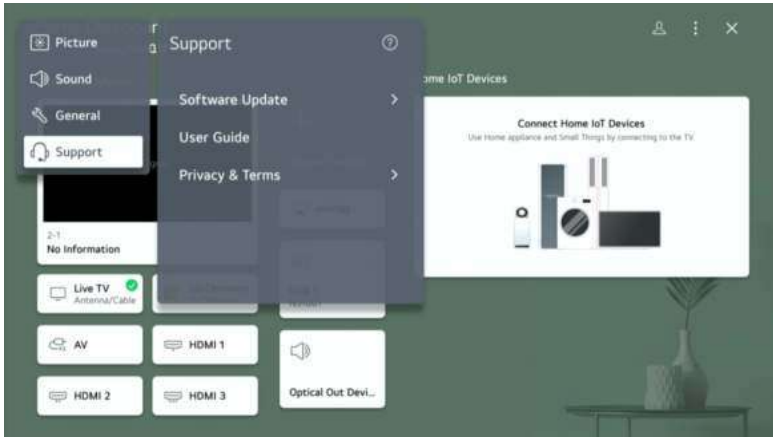 Picture
Sound
General
Support
Support
Software Update
User Guide
Privacy & Terms
Home IoT Devices
Connect Home IoT Devices
Use Home appliance and Small Things by connecting to the TV.
2-1
No Information
Live TV
Antenna/Cable
AV
HDMI 1
HDMI 2
HDMI 3
Optical Out Devi...